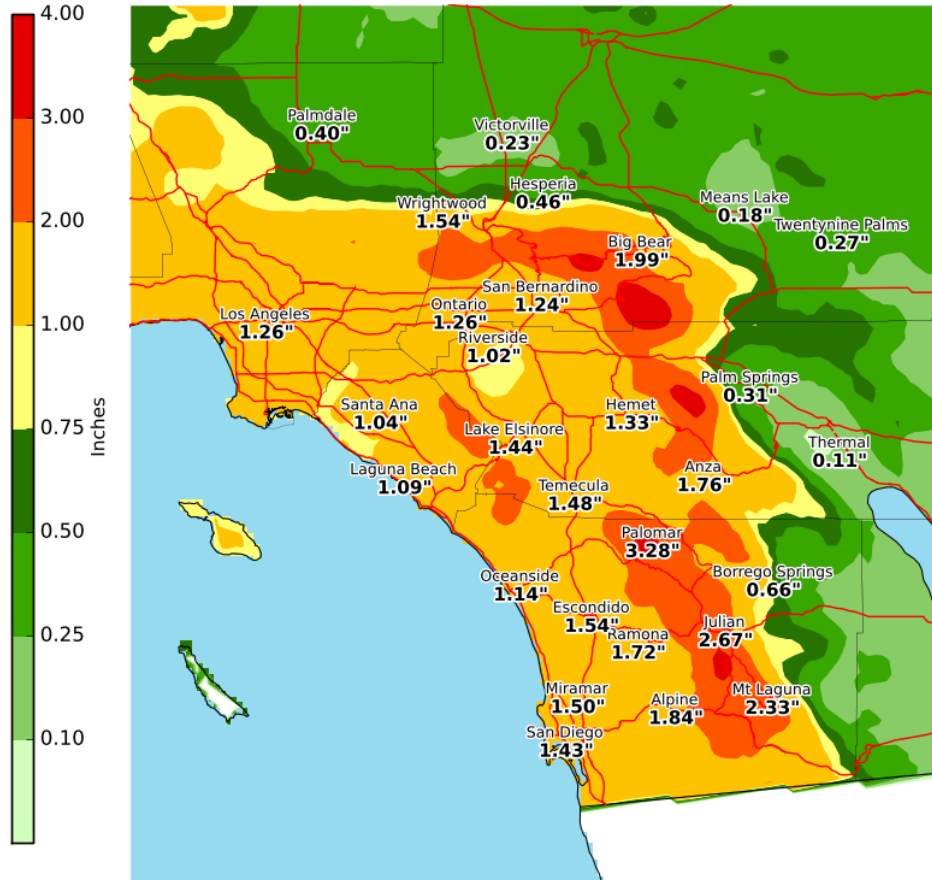 4.00
3.00
2.00
1.00
0.75
0.50
0.25
0.10
Inches
Palmdale
0.40"
Victorville
0.23"
Hesperia
0.46"
Wrightwood
1.54"
Means Lake
0.18"
Twentynine Palms
0.27"
Big Bear
1.99"
San Bernardino
1.24"
Ontario
1.26"
Los Angeles
1.26"
Riverside
1.02"
Palm Springs
0.31"
Santa Ana
1.04"
Hemet
1.33"
Lake Elsinore
1.44"
Thermal
0.11"
Laguna Beach
1.09"
Anza
1.76"
Temecula
1.48"
Palomar
3.28"
Oceanside
1.14"
Borrego Springs
0.66"
Escondido
1.54"
Ramona
1.72"
Julian
2.67"
Miramar
1.50"
Alpine
1.84"
Mt Laguna
2.33"
San Diego
1.43"